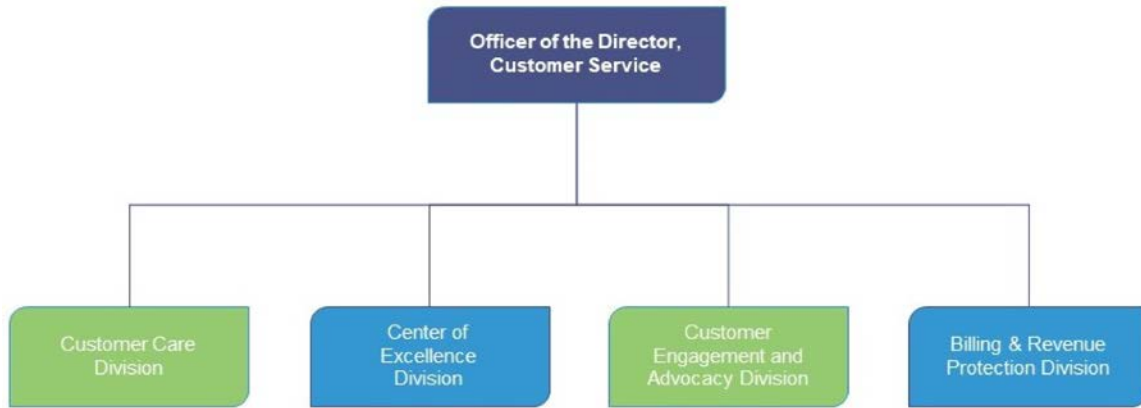 Officer of the Director,
Customer Service
Customer Care
Division
Center of
Excellence
Division
Customer
Engagement and
Advocacy Division
Billing & Revenue
Protection Division